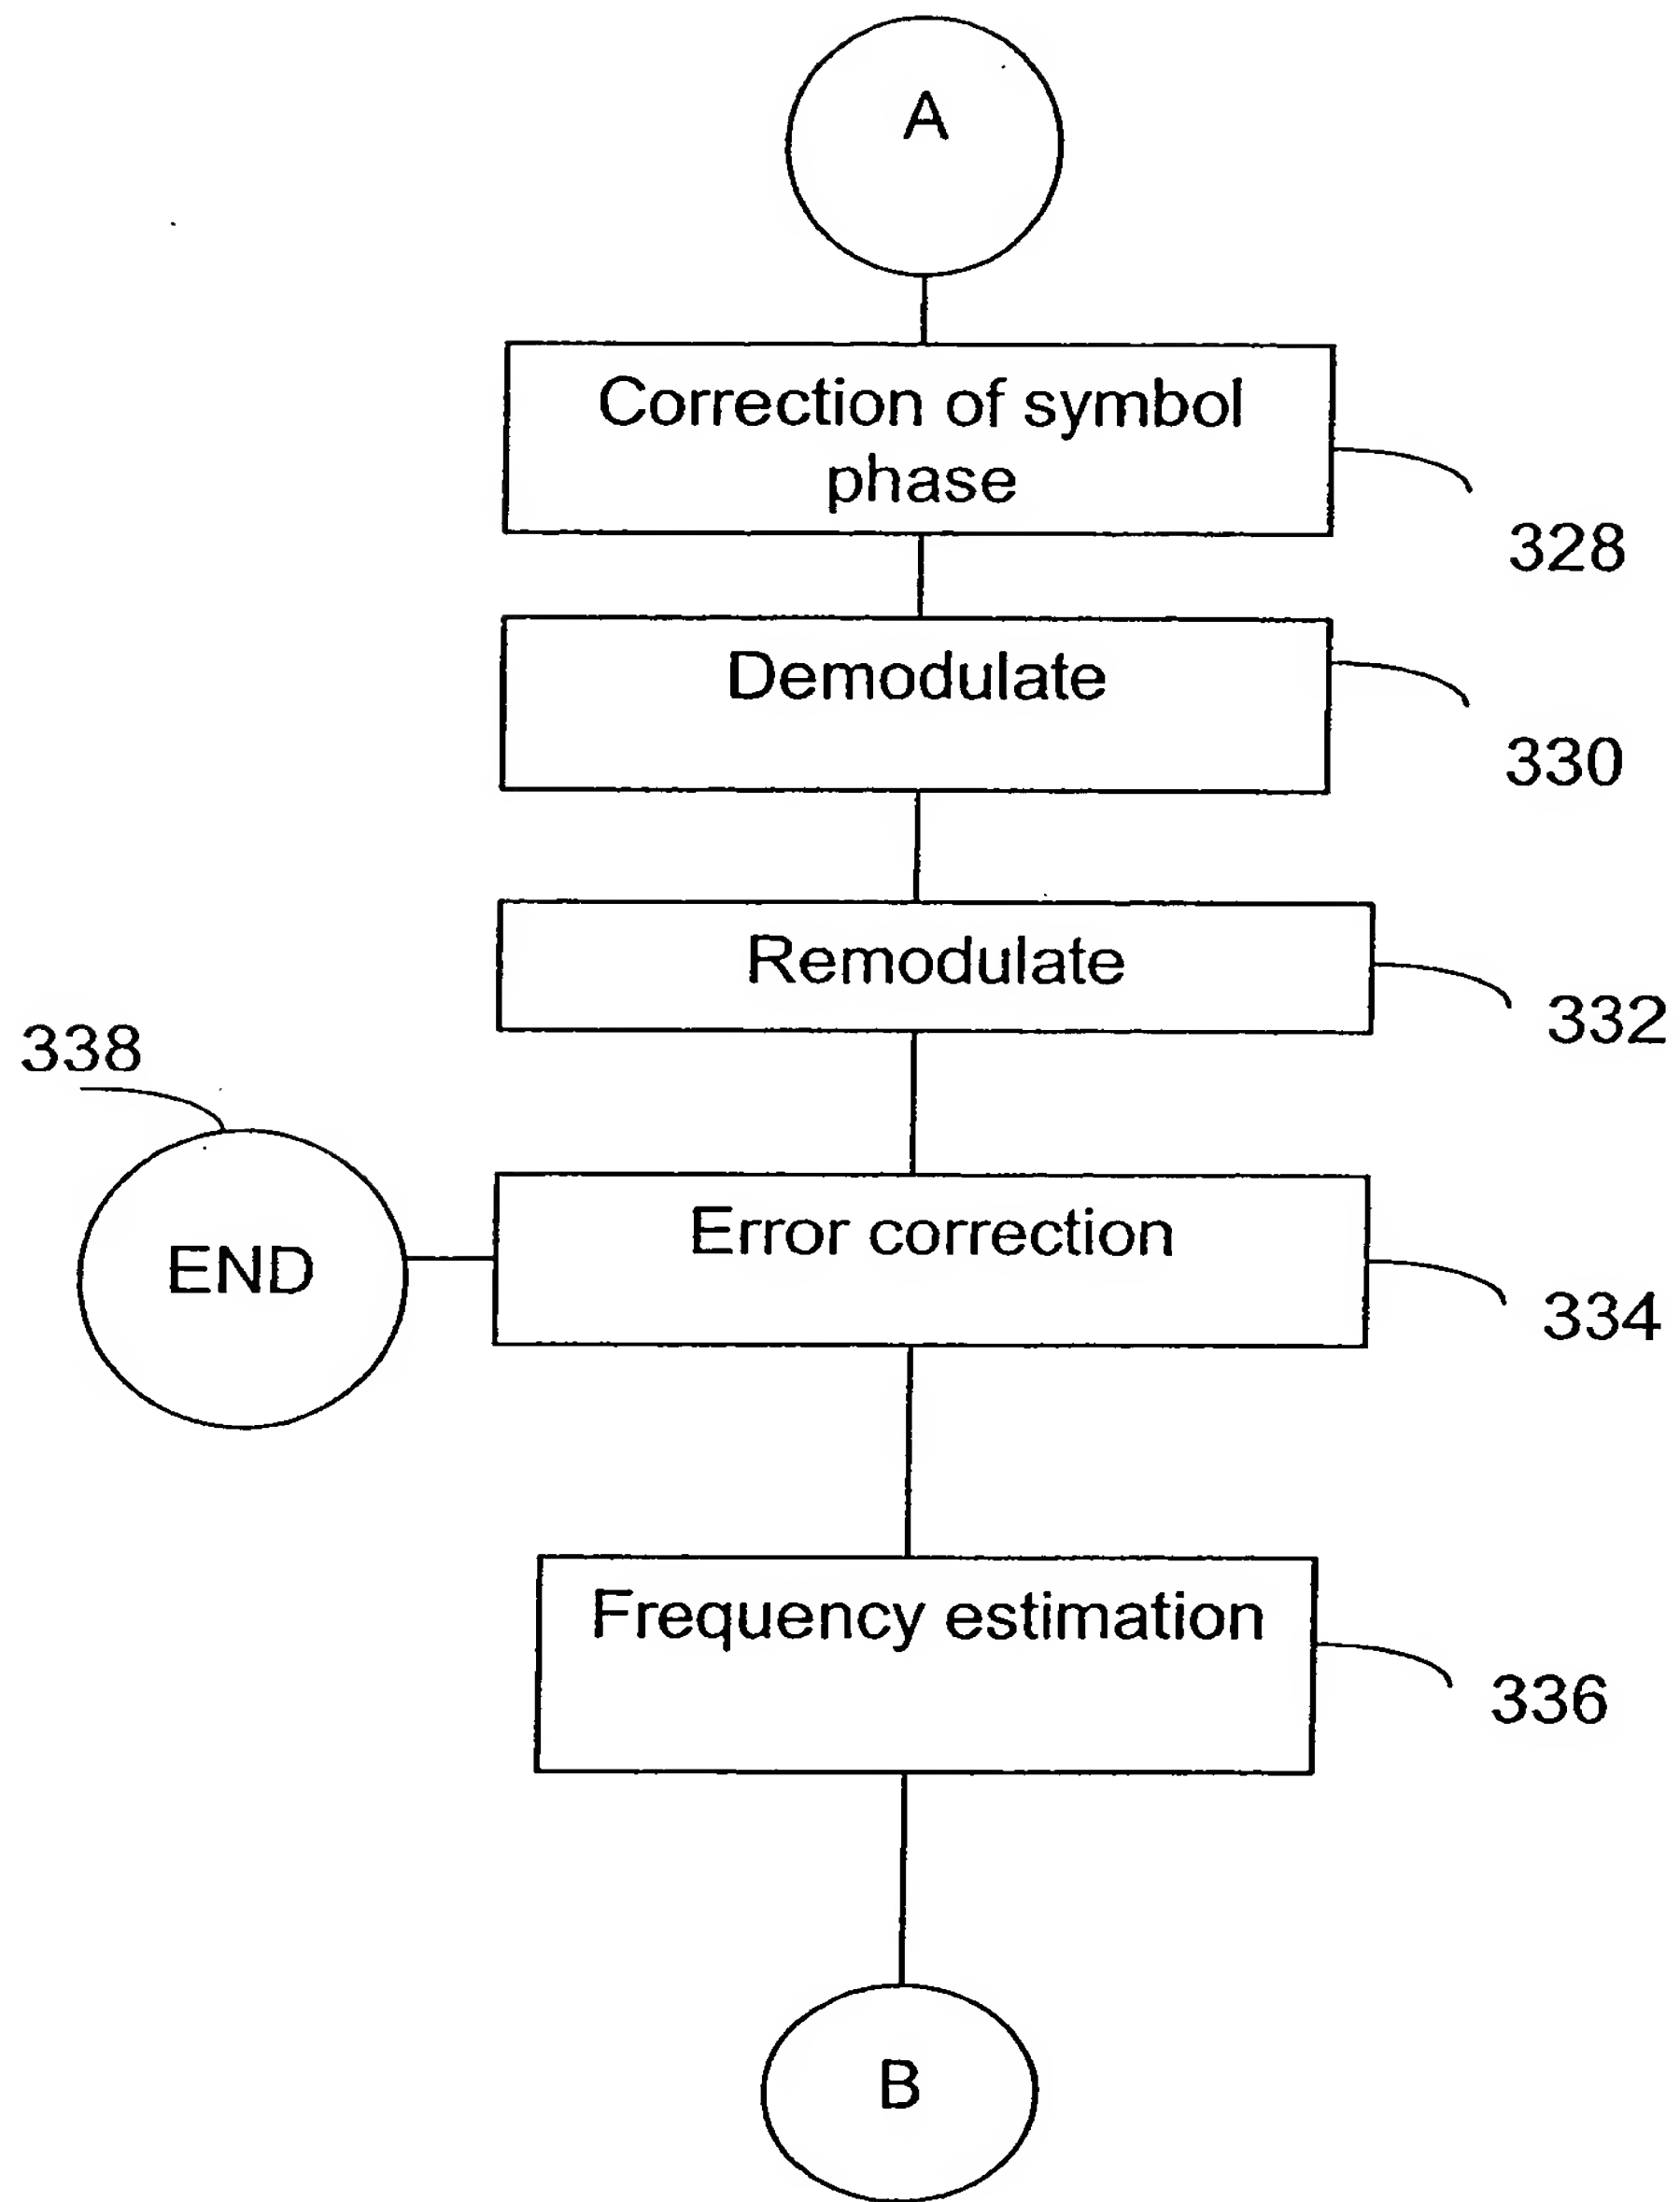 A
Correction of symbol
phase
328
Demodulate
330
Remodulate
332
338
END
Error correction
334
Frequency estimation
336
B